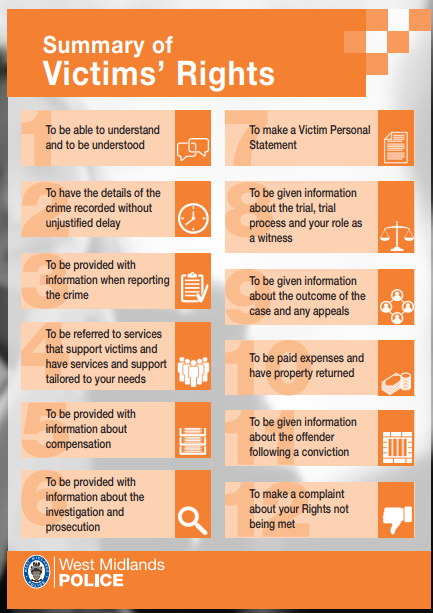 Summary of
Victims' Rights
1
To be able to understand
and to be understood
2
To have the details of the
crime recorded without
unjustified delay
3
To be provided with
information when reporting
the crime
4
To be referred to services
that support victims and
have services and support
tailored to your needs
5
To be provided with
information about
compensation
6
To be provided with
information about the
investigation and
prosecution
7
To make a Victim Personal
Statement
8
To be given information
about the trial, trial
process and your role as
a witness
9
To be given information
about the outcome of the
case and any appeals
10
To be paid expenses and
have property returned
11
To be given information
about the offender
following a conviction
12
To make a complaint
about your Rights not
being met
West Midlands
POLICE